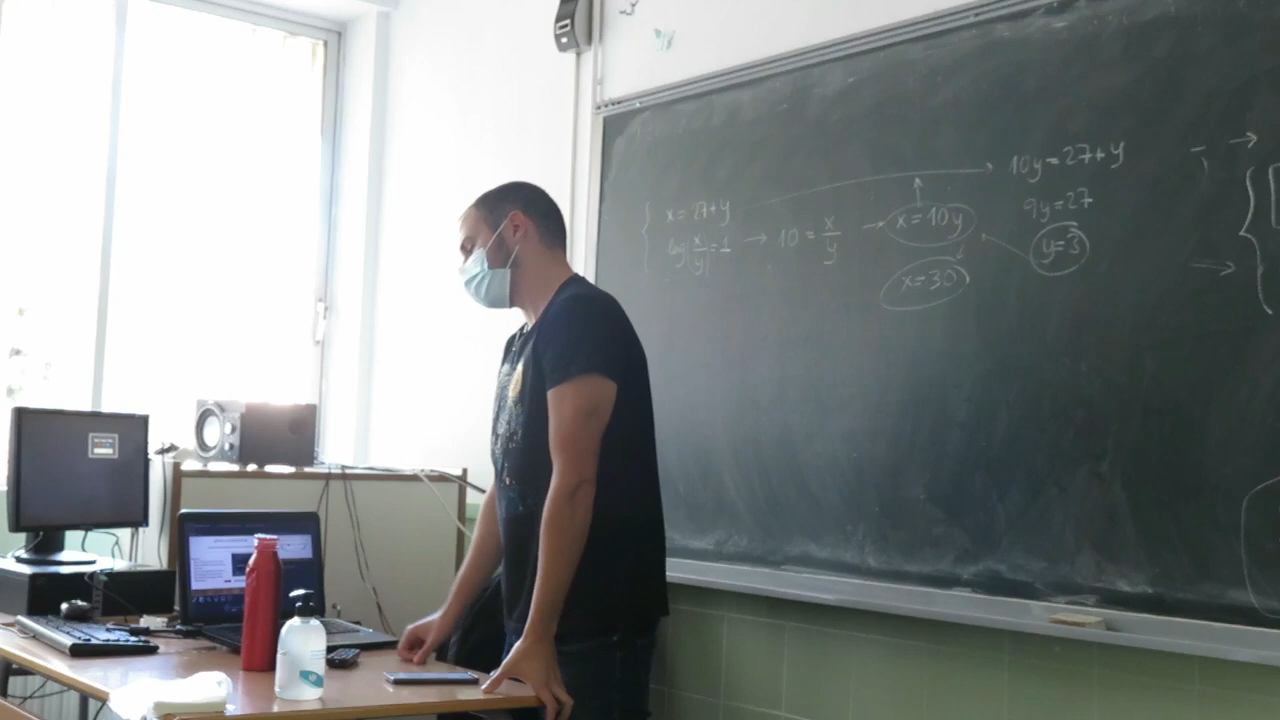 x = 27+y
log(x/y) = 1 → 10 = x/y → x = 10y
x = 30
10y = 27+y
9y = 27
y = 3